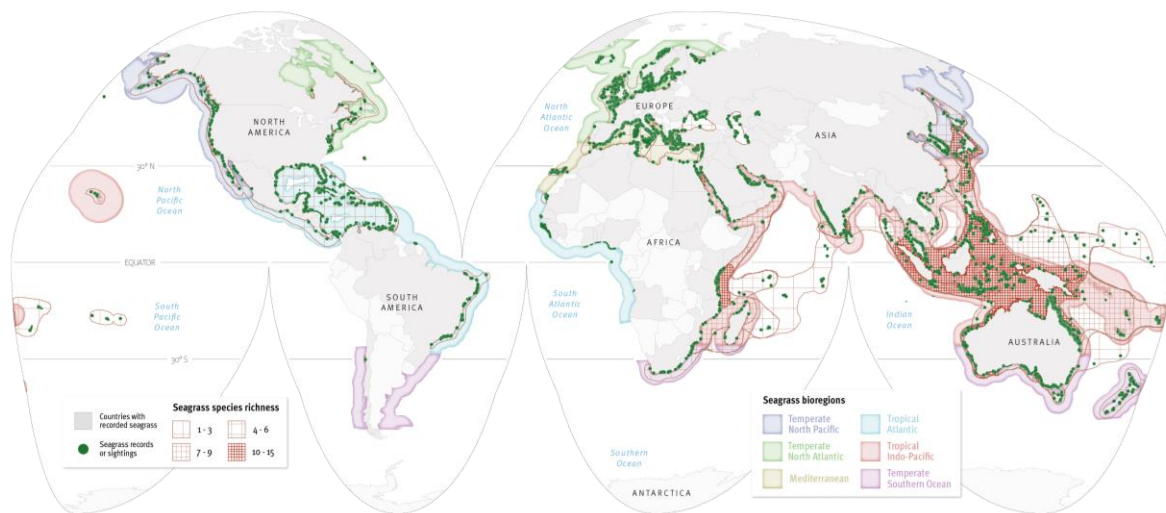 NORTH
AMERICA
North
Atlantic
Ocean
EUROPE
ASIA
30° N
North
Pacific
Ocean
AFRICA
EQUATOR
SOUTH
AMERICA
South
Pacific
Ocean
South
Atlantic
Ocean
Indian
Ocean
AUSTRALIA
30° S
Countries with
recorded seagrass
Seagrass records
or sightings
Seagrass species richness
1 - 3
4 - 6
7 - 9
10 - 15
Seagrass bioregions
Temperate
North Pacific
Tropical
Atlantic
Temperate
North Atlantic
Tropical
Indo-Pacific
Mediterranean
Temperate
Southern Ocean
Southern
Ocean
ANTARCTICA